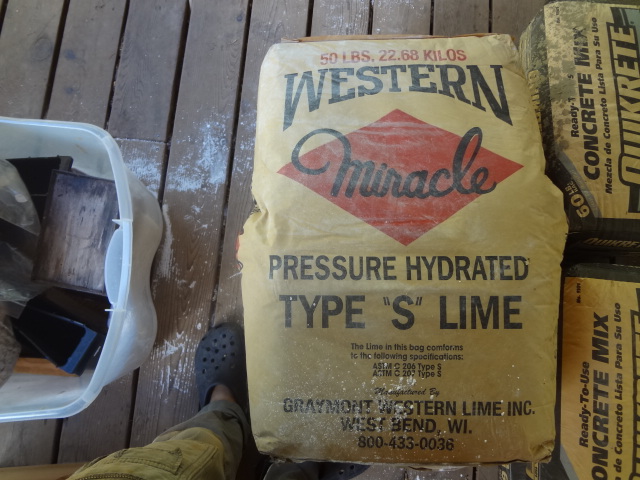 50 LBS. 22.68 KILOS
WESTERN
Miracle
PRESSURE HYDRATED
TYPE "S" LIME
The Lime in this bag conforms
to the following specifications:
ASTM C 206 Type S
ASTM C 207 Type S
Manufactured By
GRAYMONT WESTERN LIME INC.
WEST BEND, WI.
800-433-0036
Ready-T
CONCRETE MIX
Mezcla de Concreto Lista Para Su Uso
QUIKRETE
60
QUIKRETE
Ready-To-Use
CONCRETE MIX
de Concreto Lista Para Su Uso